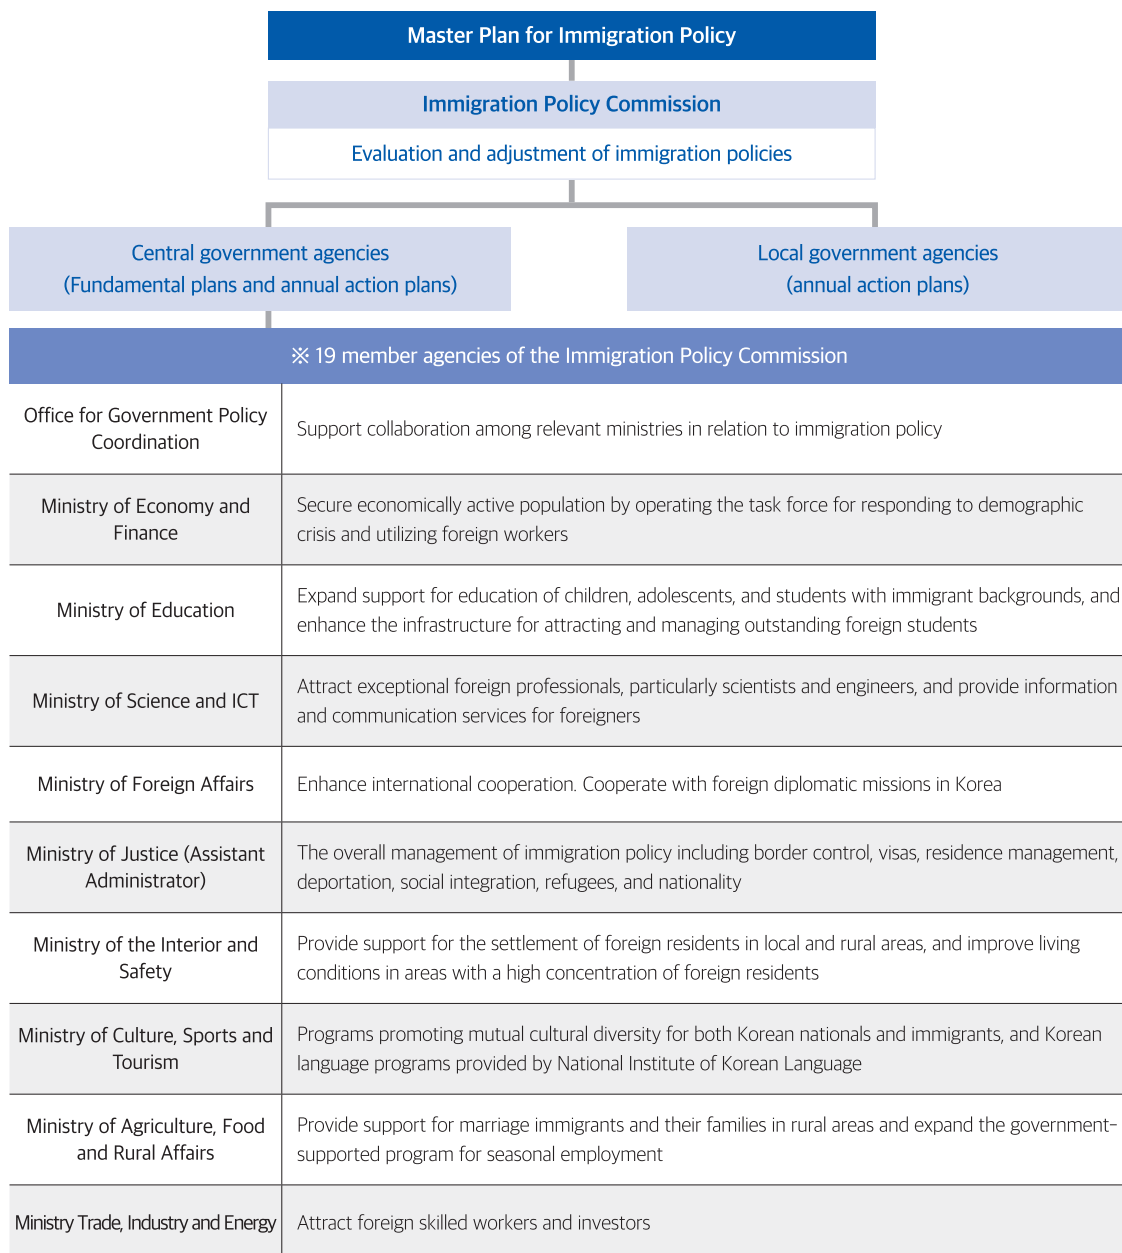 Master Plan for Immigration Policy
Immigration Policy Commission
Evaluation and adjustment of immigration policies
Central government agencies
(Fundamental plans and annual action plans)
Local government agencies
(annual action plans)
※ 19 member agencies of the Immigration Policy Commission
Office for Government Policy
Coordination
Support collaboration among relevant ministries in relation to immigration policy
Ministry of Economy and
Finance
Secure economically active population by operating the task force for responding to demographic
crisis and utilizing foreign workers
Ministry of Education
Expand support for education of children, adolescents, and students with immigrant backgrounds, and
enhance the infrastructure for attracting and managing outstanding foreign students
Ministry of Science and ICT
Attract exceptional foreign professionals, particularly scientists and engineers, and provide information
and communication services for foreigners
Ministry of Foreign Affairs
Enhance international cooperation. Cooperate with foreign diplomatic missions in Korea
Ministry of Justice (Assistant
Administrator)
The overall management of immigration policy including border control, visas, residence management,
deportation, social integration, refugees, and nationality
Ministry of the Interior and
Safety
Provide support for the settlement of foreign residents in local and rural areas, and improve living
conditions in areas with a high concentration of foreign residents
Ministry of Culture, Sports and
Tourism
Programs promoting mutual cultural diversity for both Korean nationals and immigrants, and Korean
language programs provided by National Institute of Korean Language
Ministry of Agriculture, Food
and Rural Affairs
Provide support for marriage immigrants and their families in rural areas and expand the government-
supported program for seasonal employment
Ministry Trade, Industry and Energy
Attract foreign skilled workers and investors